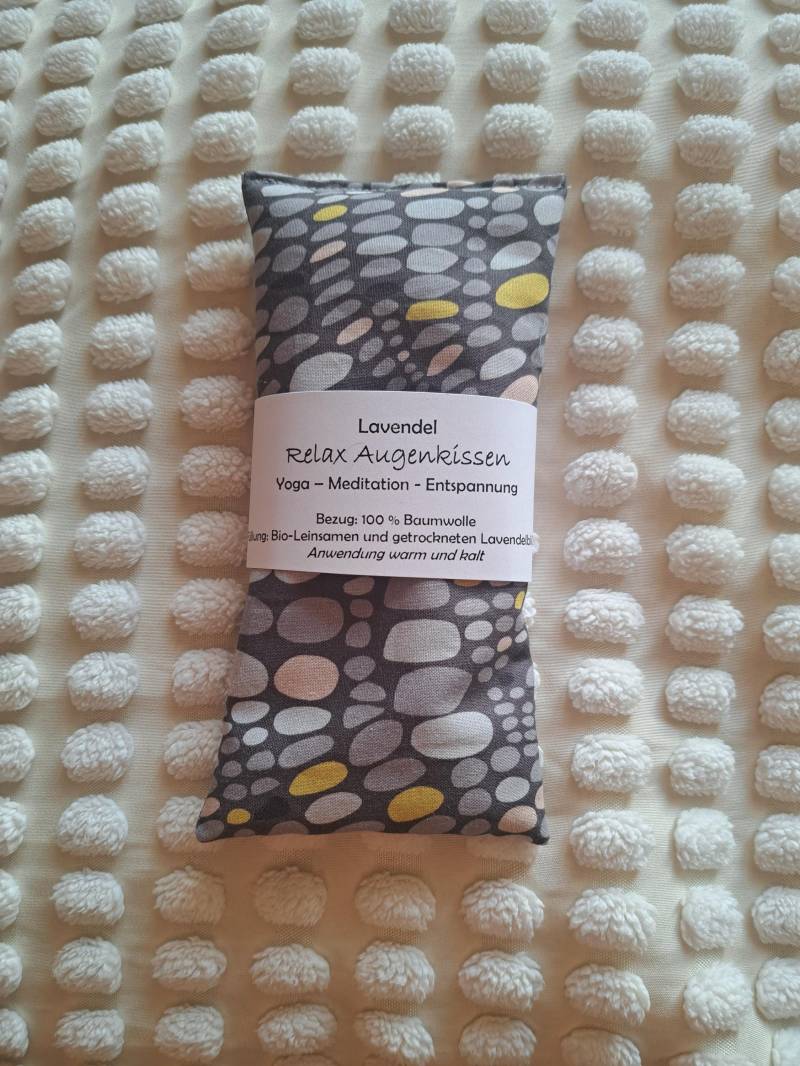 Lavendel
Relax Augenkissen
Yoga – Meditation - Entspannung
Bezug: 100 % Baumwolle
Bio-Leinsamen und getrockneten
Anwendung warm und kalt